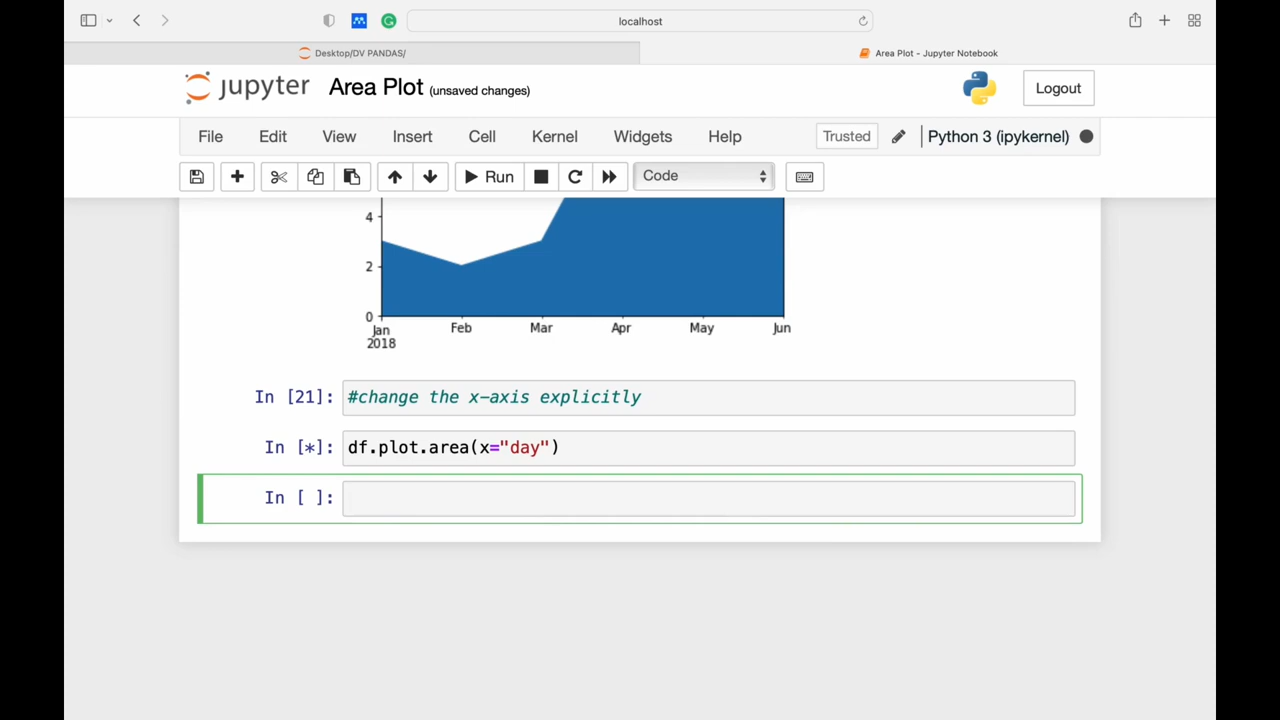 localhost
Desktop/DV PANDAS/
Area Plot - Jupyter Notebook
jupyter Area Plot (unsaved changes)
Logout
File Edit View Insert Cell Kernel Widgets Help Trusted Python 3 (ipykernel)
Run Code
4
2
0
Jan Feb Mar Apr May Jun
2018
In [21]: #change the x-axis explicitly
In [*]: df.plot.area(x="day")
In [ ]: